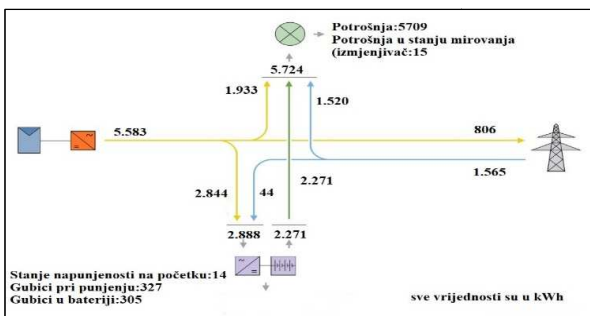 Potrošnja:5709
Potrošnja u stanju mirovanja
(izmjenjivač:15
5.724
1.933
1.520
5.583
806
1.565
2.844
44
2.271
2.888
2.271
Stanje napunjenosti na početku:14
Gubici pri punjenju:327
Gubici u bateriji:305
sve vrijednosti su u kWh